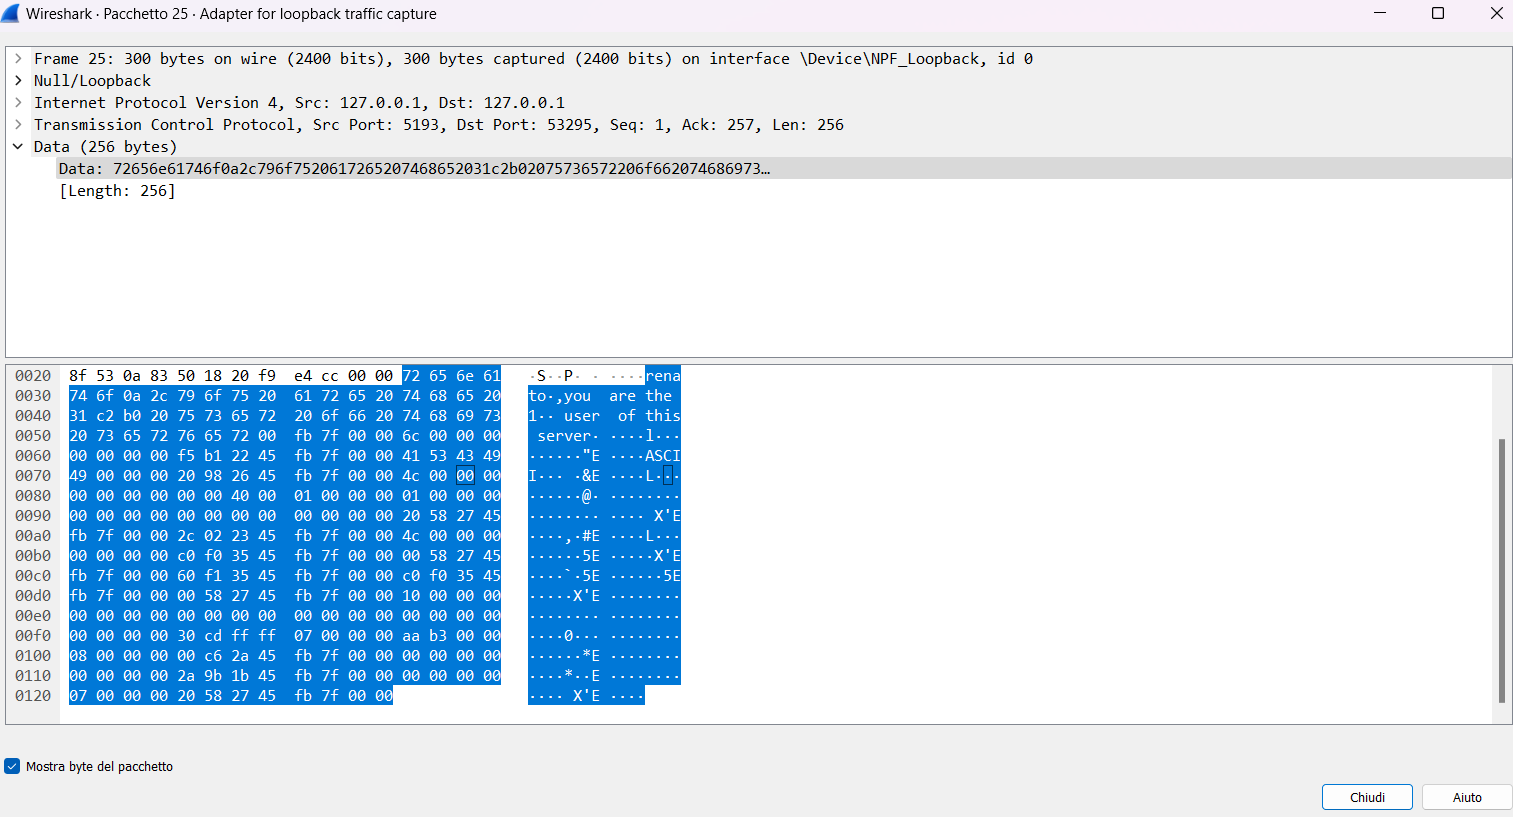 Wireshark · Pacchetto 25 · Adapter for loopback traffic capture
Frame 25: 300 bytes on wire (2400 bits), 300 bytes captured (2400 bits) on interface \Device\NPF_Loopback, id 0
Null/Loopback
Internet Protocol Version 4, Src: 127.0.0.1, Dst: 127.0.0.1
Transmission Control Protocol, Src Port: 5193, Dst Port: 53295, Seq: 1, Ack: 257, Len: 256
Data (256 bytes)
Data: 72656e61746f0a2c796f75206172652074686520 31c2b02075736572206f662074686973…
[Length: 256]
0020 8f 53 0a 83 50 18 20 f9 e4 cc 00 00 72 65 6e 61 ·S··P· · ····rena
0030 74 6f 0a 2c 79 6f 75 20 61 72 65 20 74 68 65 20 to·,you are the
0040 31 c2 b0 20 75 73 65 72 20 6f 66 20 74 68 69 73 1·· user of this
0050 20 73 65 72 76 65 72 00 fb 7f 00 00 6c 00 00 00 server· ····l···
0060 00 00 00 00 f5 b1 22 45 fb 7f 00 00 41 53 43 49 ······"E ····ASCI
0070 49 00 00 00 20 98 26 45 fb 7f 00 00 4c 00 00 00 I··· ·&E ····L···
0080 00 00 00 00 00 00 40 00 01 00 00 00 01 00 00 00 ······@· ········
0090 00 00 00 00 00 00 00 00 00 00 00 00 20 58 27 45 ········ ···· X'E
00a0 fb 7f 00 00 2c 02 23 45 fb 7f 00 00 4c 00 00 00 ····,·#E ····L···
00b0 00 00 00 00 c0 f0 35 45 fb 7f 00 00 00 58 27 45 ······5E ·····X'E
00c0 fb 7f 00 00 60 f1 35 45 fb 7f 00 00 c0 f0 35 45 ····`·5E ······5E
00d0 fb 7f 00 00 00 58 27 45 fb 7f 00 00 10 00 00 00 ·····X'E ········
00e0 00 00 00 00 00 00 00 00 00 00 00 00 00 00 00 00 ········ ········
00f0 00 00 00 00 30 cd ff ff 07 00 00 00 aa b3 00 00 ····0··· ········
0100 08 00 00 00 00 c6 2a 45 fb 7f 00 00 00 00 00 00 ······*E ········
0110 00 00 00 00 2a 9b 1b 45 fb 7f 00 00 00 00 00 00 ····*··E ········
0120 07 00 00 00 20 58 27 45 fb 7f 00 00 ···· X'E ····
Mostra byte del pacchetto
Chiudi
Aiuto